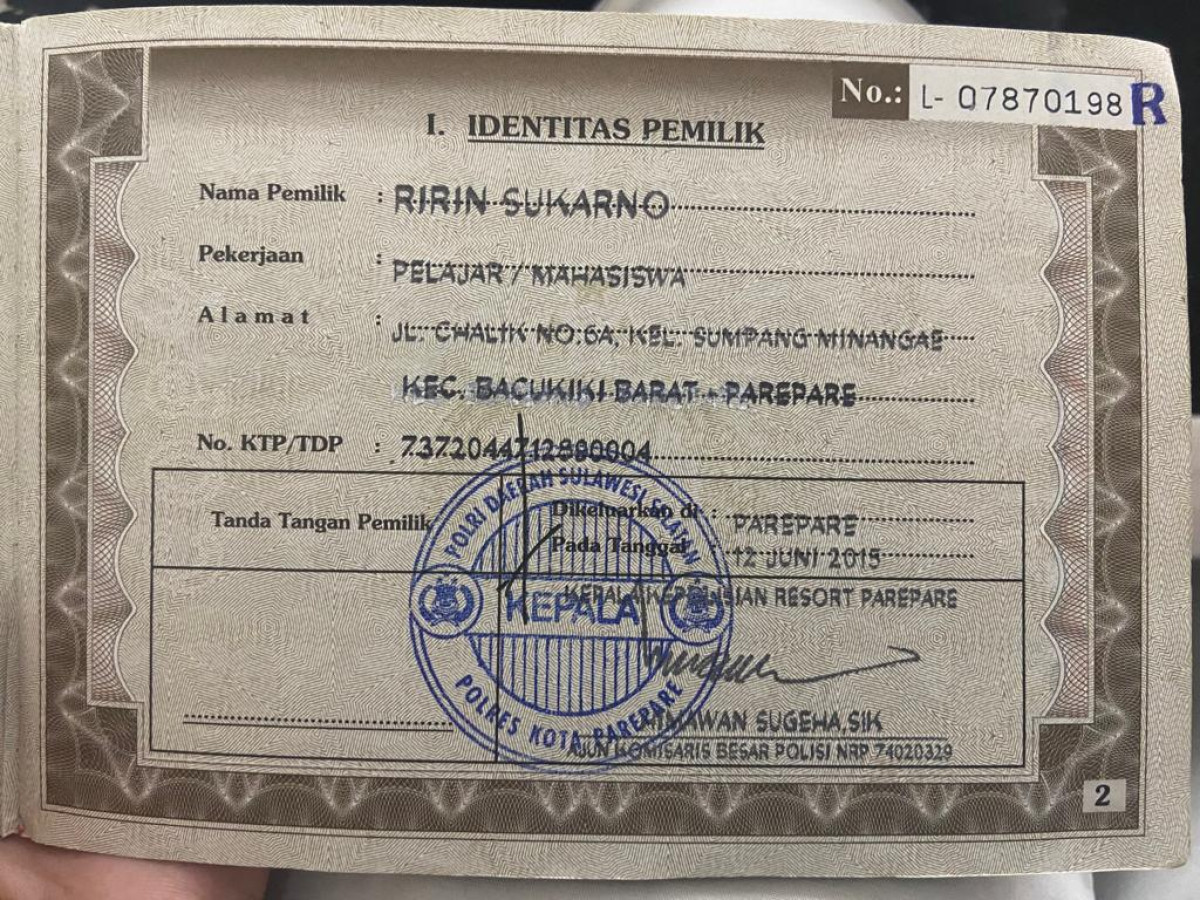 No.: L- 07870198 R
I. IDENTITAS PEMILIK
Nama Pemilik : RIRIN SUKARNO
Pekerjaan : PELAJAR / MAHASISWA
Alamat : JL. CHALIK NO.6A, KEL. SUMPANG MINANGAE
KEC. BACUKIKI BARAT - PAREPARE
No. KTP/TDP : 7372044712880004
POLRI DAERAH SULAWESI SELATAN
Tanda Tangan Pemilik
Dikeluarkan di : PAREPARE
Pada Tanggal : 12 JUNI 2015
KEPALA KEPOLISIAN RESORT PAREPARE
KEPALA
POLRES KOTA PAREPARE
SUGEHA,SIK
AJUN KOMISARIS BESAR POLISI NRP 74020329
2